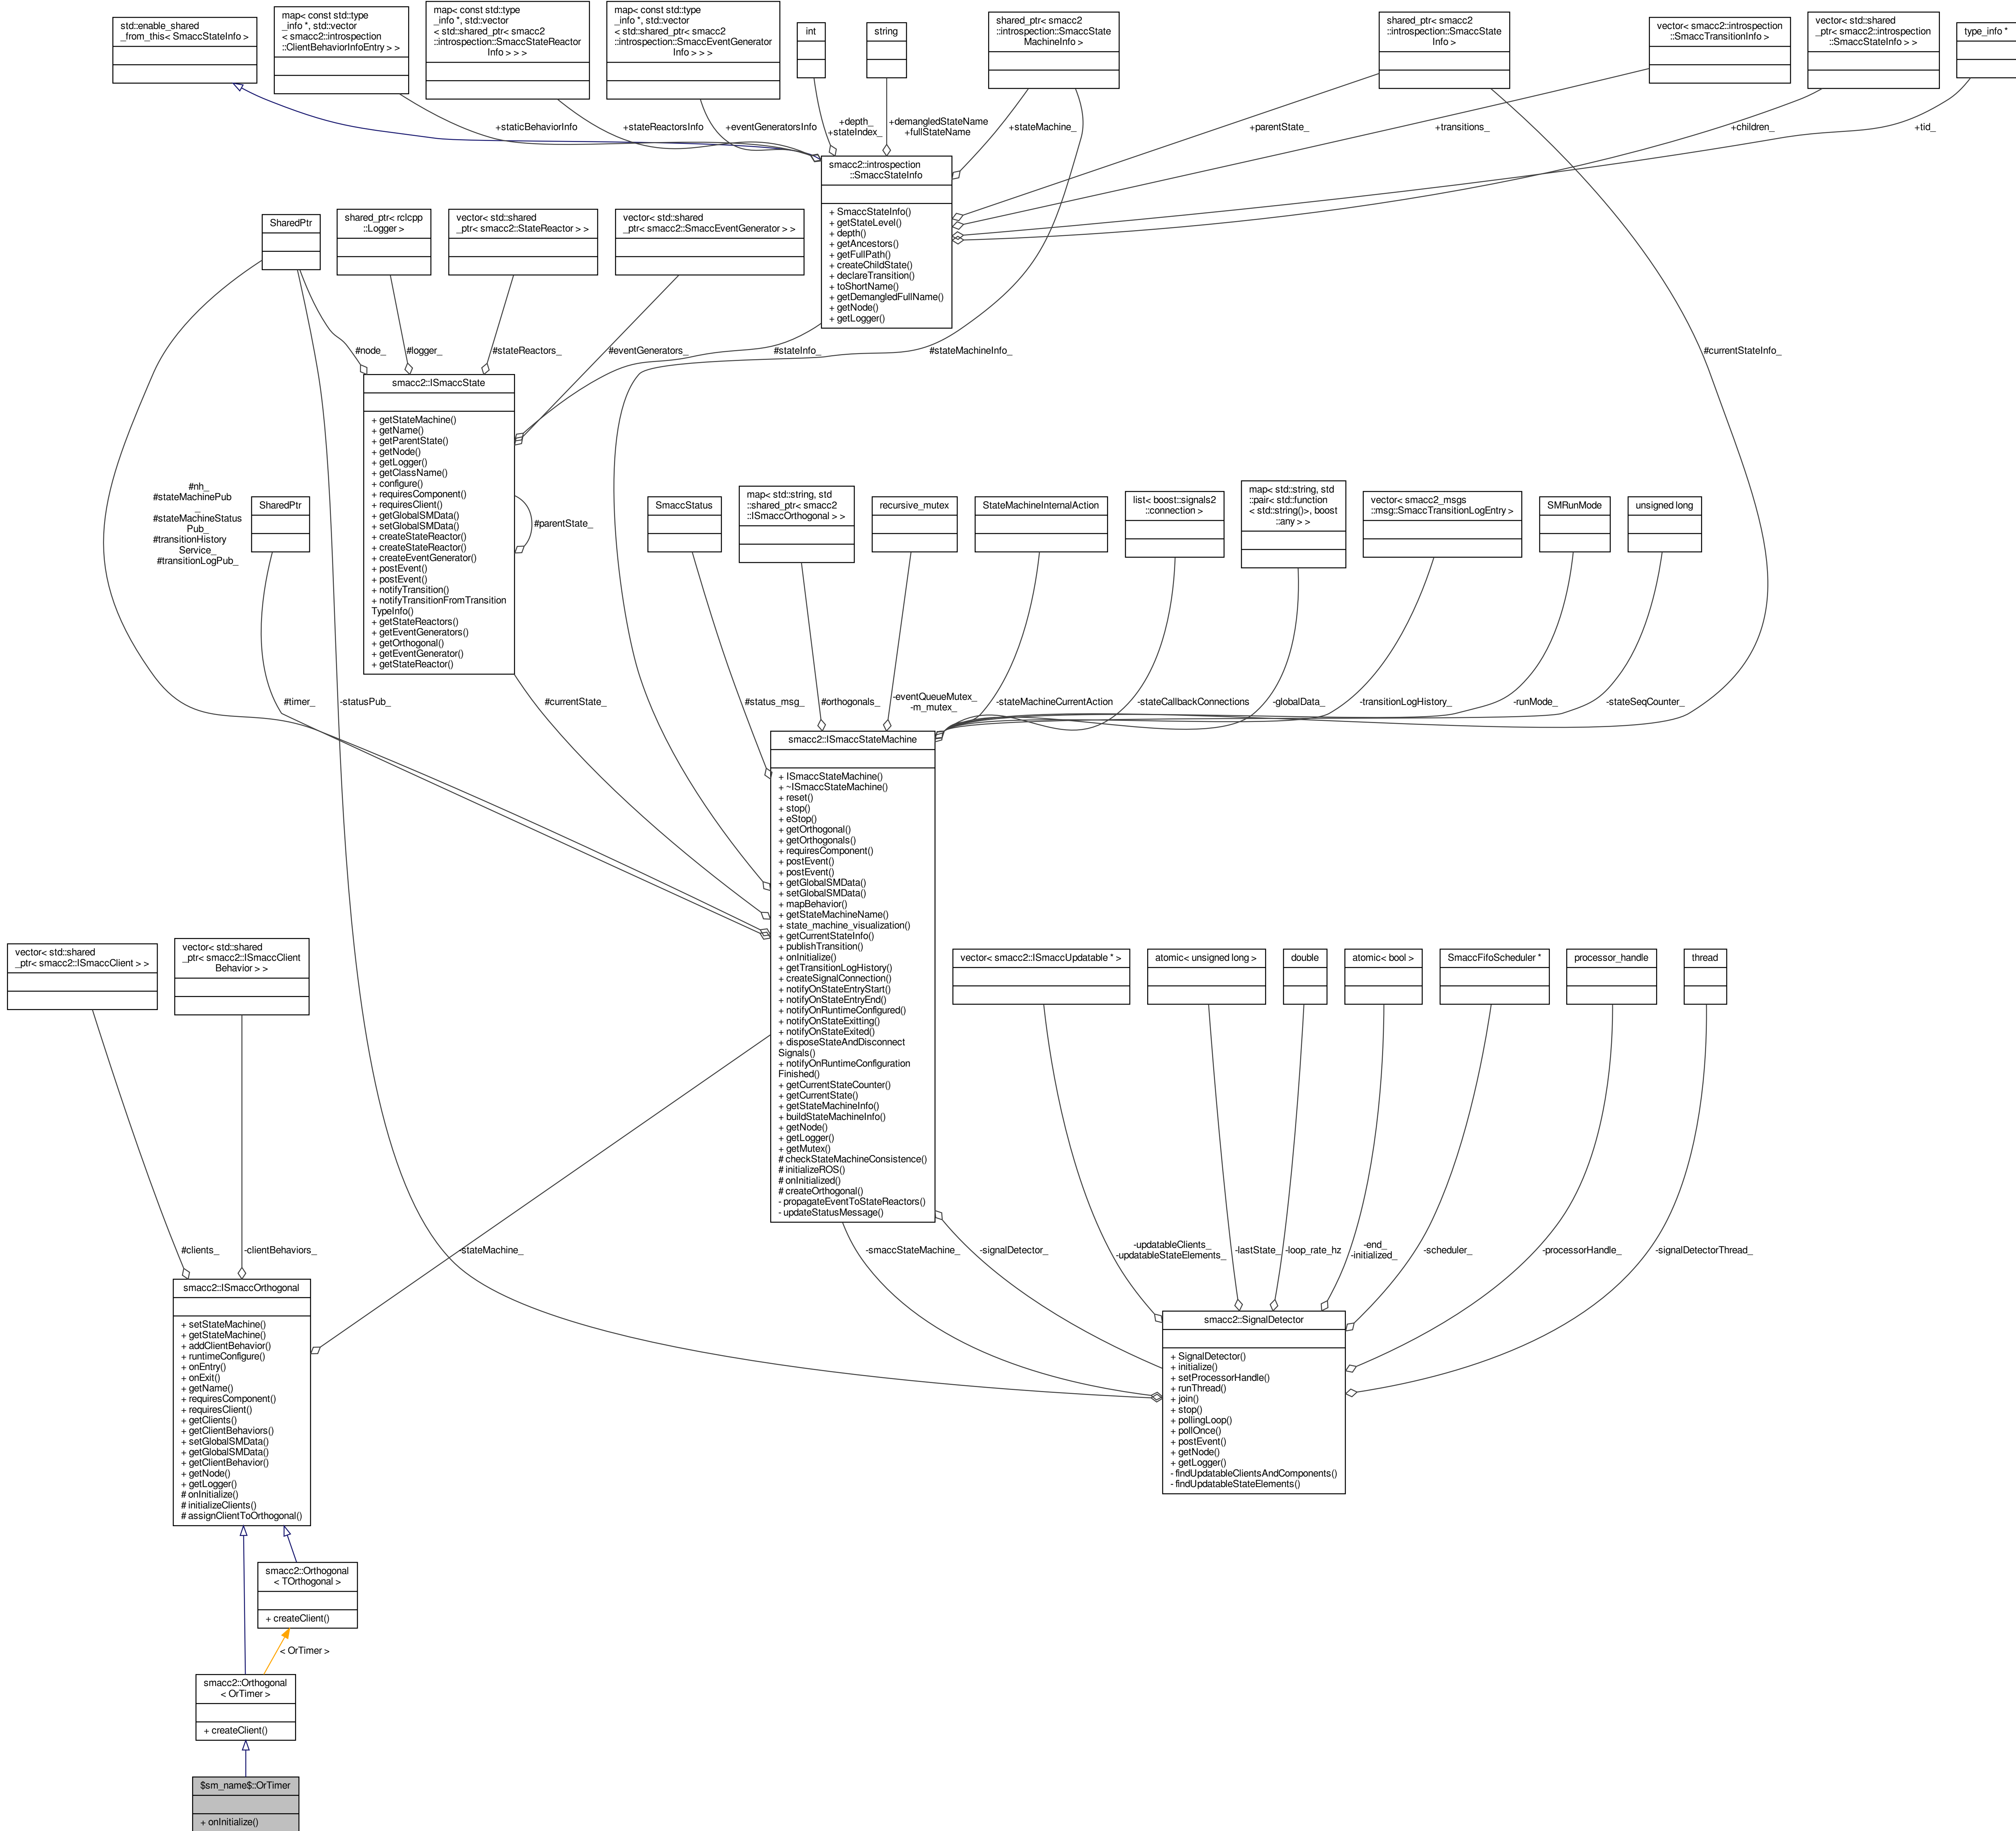 std::enable_shared
_from_this< SmaccStateInfo >
map< const std::type
_info *, std::vector
< smacc2::introspection
::ClientBehaviorInfoEntry > >
map< const std::type
_info *, std::vector
< std::shared_ptr< smacc2
::introspection::SmaccStateReactor
Info > > >
map< const std::type
_info *, std::vector
< std::shared_ptr< smacc2
::introspection::SmaccEventGenerator
Info > > >
int
string
shared_ptr< smacc2
::introspection::SmaccState
MachineInfo >
shared_ptr< smacc2
::introspection::SmaccState
Info >
vector< smacc2::introspection
::SmaccTransitionInfo >
vector< std::shared
_ptr< smacc2::introspection
::SmaccStateInfo > >
type_info *
+staticBehaviorInfo
+stateReactorsInfo
+eventGeneratorsInfo
+depth_
+stateIndex_
+demangledStateName
+fullStateName
+stateMachine_
+parentState_
+transitions_
+children_
+tid_
smacc2::introspection
::SmaccStateInfo
+ SmaccStateInfo()
+ getStateLevel()
+ depth()
+ getAncestors()
+ getFullPath()
+ createChildState()
+ declareTransition()
+ toShortName()
+ getDemangledFullName()
+ getNode()
+ getLogger()
SharedPtr
shared_ptr< rclcpp
::Logger >
vector< std::shared
_ptr< smacc2::StateReactor > >
vector< std::shared
_ptr< smacc2::SmaccEventGenerator > >
#node_
#logger_
#stateReactors_
#eventGenerators_
#stateInfo_
#stateMachineInfo_
#currentStateInfo_
smacc2::ISmaccState
+ getStateMachine()
+ getName()
+ getParentState()
+ getNode()
+ getLogger()
+ getClassName()
+ configure()
+ requiresComponent()
+ requiresClient()
+ getGlobalSMData()
+ setGlobalSMData()
+ createStateReactor()
+ createStateReactor()
+ createEventGenerator()
+ postEvent()
+ postEvent()
+ notifyTransition()
+ notifyTransitionFromTransition
TypeInfo()
+ getStateReactors()
+ getEventGenerators()
+ getOrthogonal()
+ getEventGenerator()
+ getStateReactor()
#parentState_
#nh_
#stateMachinePub
_
#stateMachineStatus
Pub_
#transitionHistory
Service_
#transitionLogPub_
SharedPtr
SmaccStatus
map< std::string, std
::shared_ptr< smacc2
::ISmaccOrthogonal > >
recursive_mutex
StateMachineInternalAction
list< boost::signals2
::connection >
map< std::string, std
::pair< std::function
< std::string()>, boost
::any > >
vector< smacc2_msgs
::msg::SmaccTransitionLogEntry >
SMRunMode
unsigned long
#timer_
-statusPub_
#currentState_
#status_msg_
#orthogonals_
-eventQueueMutex_
-m_mutex_
-stateMachineCurrentAction
-stateCallbackConnections
-globalData_
-transitionLogHistory_
-runMode_
-stateSeqCounter_
smacc2::ISmaccStateMachine
+ ISmaccStateMachine()
+ ~ISmaccStateMachine()
+ reset()
+ stop()
+ eStop()
+ getOrthogonal()
+ getOrthogonals()
+ requiresComponent()
+ postEvent()
+ postEvent()
+ getGlobalSMData()
+ setGlobalSMData()
+ mapBehavior()
+ getStateMachineName()
+ state_machine_visualization()
+ getCurrentStateInfo()
+ publishTransition()
+ onInitialize()
+ getTransitionLogHistory()
+ createSignalConnection()
+ notifyOnStateEntryStart()
+ notifyOnStateEntryEnd()
+ notifyOnRuntimeConfigured()
+ notifyOnStateExitting()
+ notifyOnStateExited()
+ disposeStateAndDisconnect
Signals()
+ notifyOnRuntimeConfiguration
Finished()
+ getCurrentStateCounter()
+ getCurrentState()
+ getStateMachineInfo()
+ buildStateMachineInfo()
+ getNode()
+ getLogger()
+ getMutex()
# checkStateMachineConsistence()
# initializeROS()
# onInitialized()
# createOrthogonal()
- propagateEventToStateReactors()
- updateStatusMessage()
vector< std::shared
_ptr< smacc2::ISmaccClient > >
vector< std::shared
_ptr< smacc2::ISmaccClient
Behavior > >
vector< smacc2::ISmaccUpdatable * >
atomic< unsigned long >
double
atomic< bool >
SmaccFifoScheduler *
processor_handle
thread
#clients_
-clientBehaviors_
-stateMachine_
-smaccStateMachine_
-signalDetector_
-updatableClients_
-updatableStateElements_
-lastState_
-loop_rate_hz
-end_
-initialized_
-scheduler_
-processorHandle_
-signalDetectorThread_
smacc2::ISmaccOrthogonal
+ setStateMachine()
+ getStateMachine()
+ addClientBehavior()
+ runtimeConfigure()
+ onEntry()
+ onExit()
+ getName()
+ requiresComponent()
+ requiresClient()
+ getClients()
+ getClientBehaviors()
+ setGlobalSMData()
+ getGlobalSMData()
+ getClientBehavior()
+ getNode()
+ getLogger()
# onInitialize()
# initializeClients()
# assignClientToOrthogonal()
smacc2::SignalDetector
+ SignalDetector()
+ initialize()
+ setProcessorHandle()
+ runThread()
+ join()
+ stop()
+ pollingLoop()
+ pollOnce()
+ postEvent()
+ getNode()
+ getLogger()
- findUpdatableClientsAndComponents()
- findUpdatableStateElements()
smacc2::Orthogonal
< TOrthogonal >
+ createClient()
< OrTimer >
smacc2::Orthogonal
< OrTimer >
+ createClient()
$sm_name$::OrTimer
+ onInitialize()